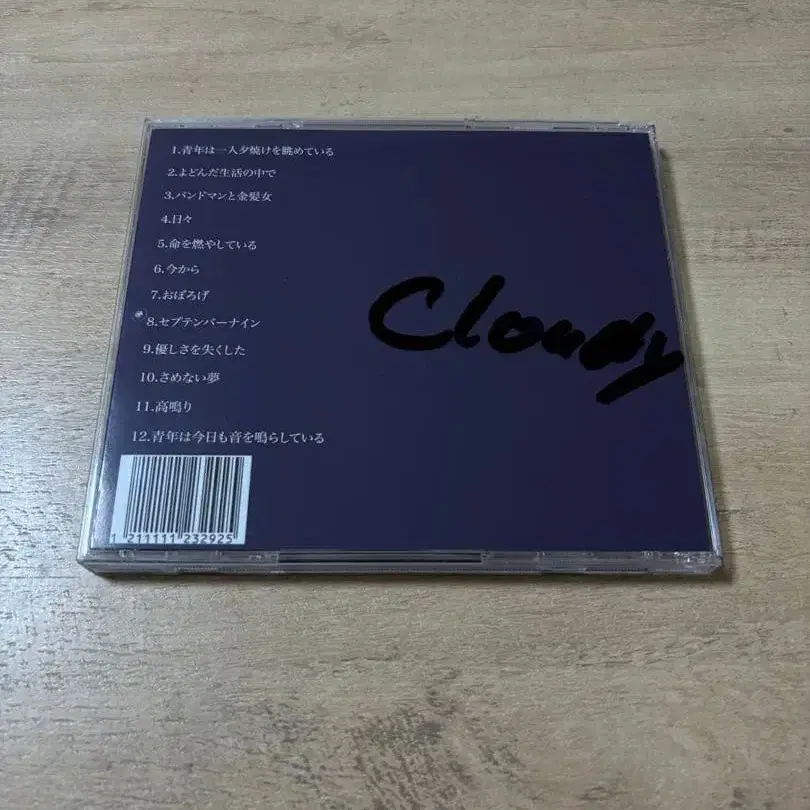 1.青年は一人夕焼けを眺めている
2.よどんだ生活の中で
3.バンドマンと金髪女
4.日々
5.命を燃やしている
6.今から
7.おぼろげ
8.セプテンバーナイン
9.優しさを失くした
10.さめない夢
11.高鳴り
12.青年は今日も音を鳴らしている
Cloudy
1 211111 232925